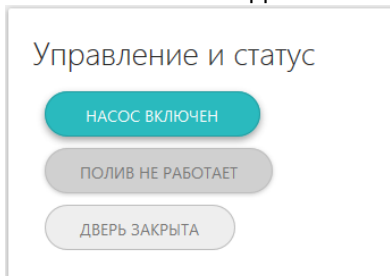 Управление и статус
НАСОС ВКЛЮЧЕН
ПОЛИВ НЕ РАБОТАЕТ
ДВЕРЬ ЗАКРЫТА